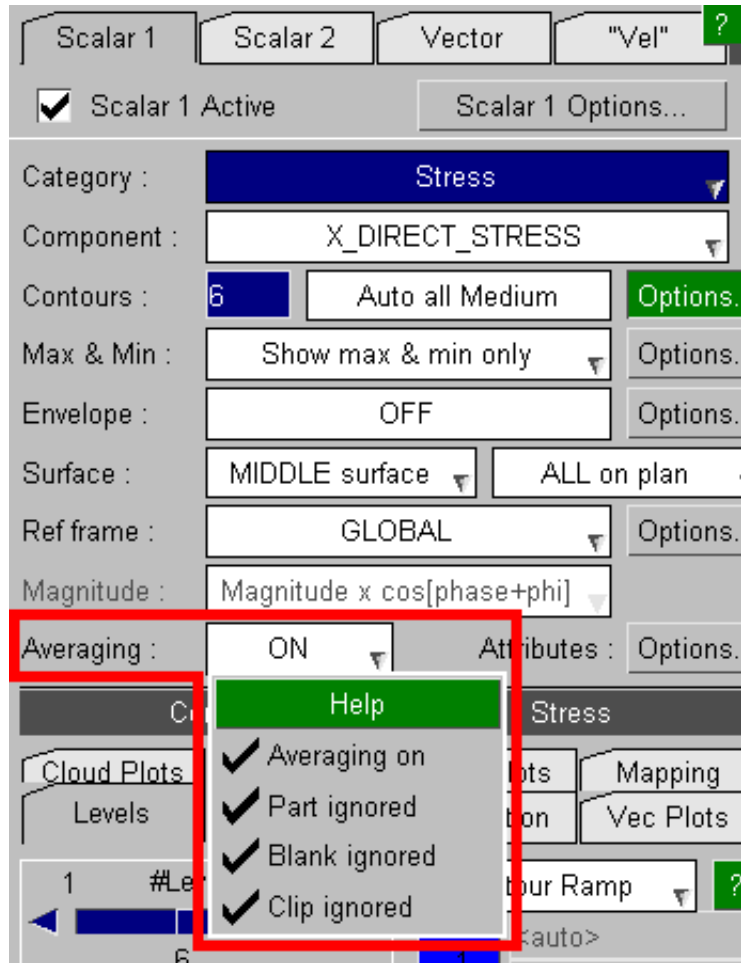 Scalar 1 Scalar 2 Vector "Vel" ?
Scalar 1 Active Scalar 1 Options...
Category : Stress
Component : X_DIRECT_STRESS
Contours : 6 Auto all Medium Options.
Max & Min : Show max & min only Options.
Envelope : OFF Options.
Surface : MIDDLE surface ALL on plan
Ref frame : GLOBAL Options.
Magnitude : Magnitude x cos[phase+phi]
Averaging : ON Attributes : Options.
Help Stress
Averaging on
Cloud Plots Mapping
Part ignored
Levels Vec Plots
Blank ignored
1 our Ramp ?
Clip ignored
<auto>
6 1